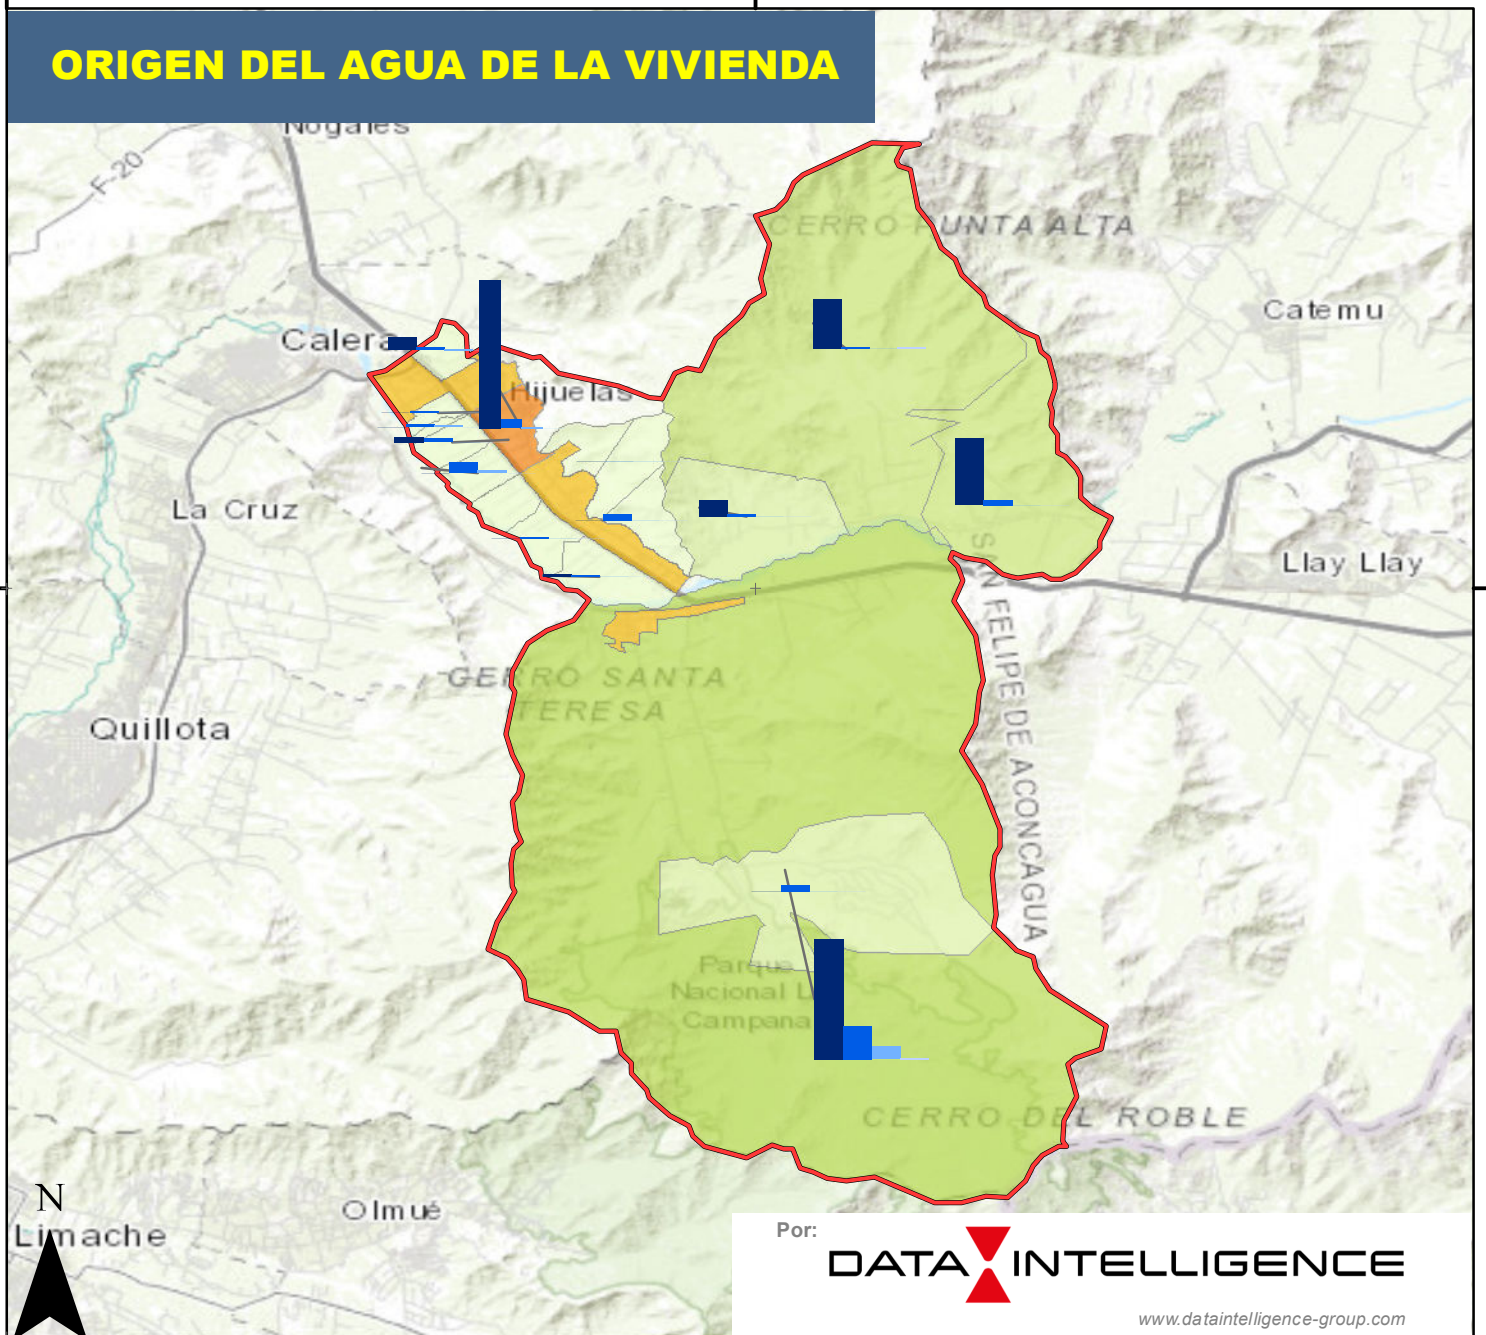 ORIGEN DEL AGUA DE LA VIVIENDA
Nogales
F-20
CERRO PUNTA ALTA
Catemu
Calera
Hijuelas
La Cruz
Llay Llay
SAN FELIPE DE ACONCAGUA
CERRO SANTA
TERESA
Quillota
Parque
Nacional La
Campana
CERRO DEL ROBLE
N
Olmué
Limache
Por:
DATA INTELLIGENCE
www.dataintelligence-group.com